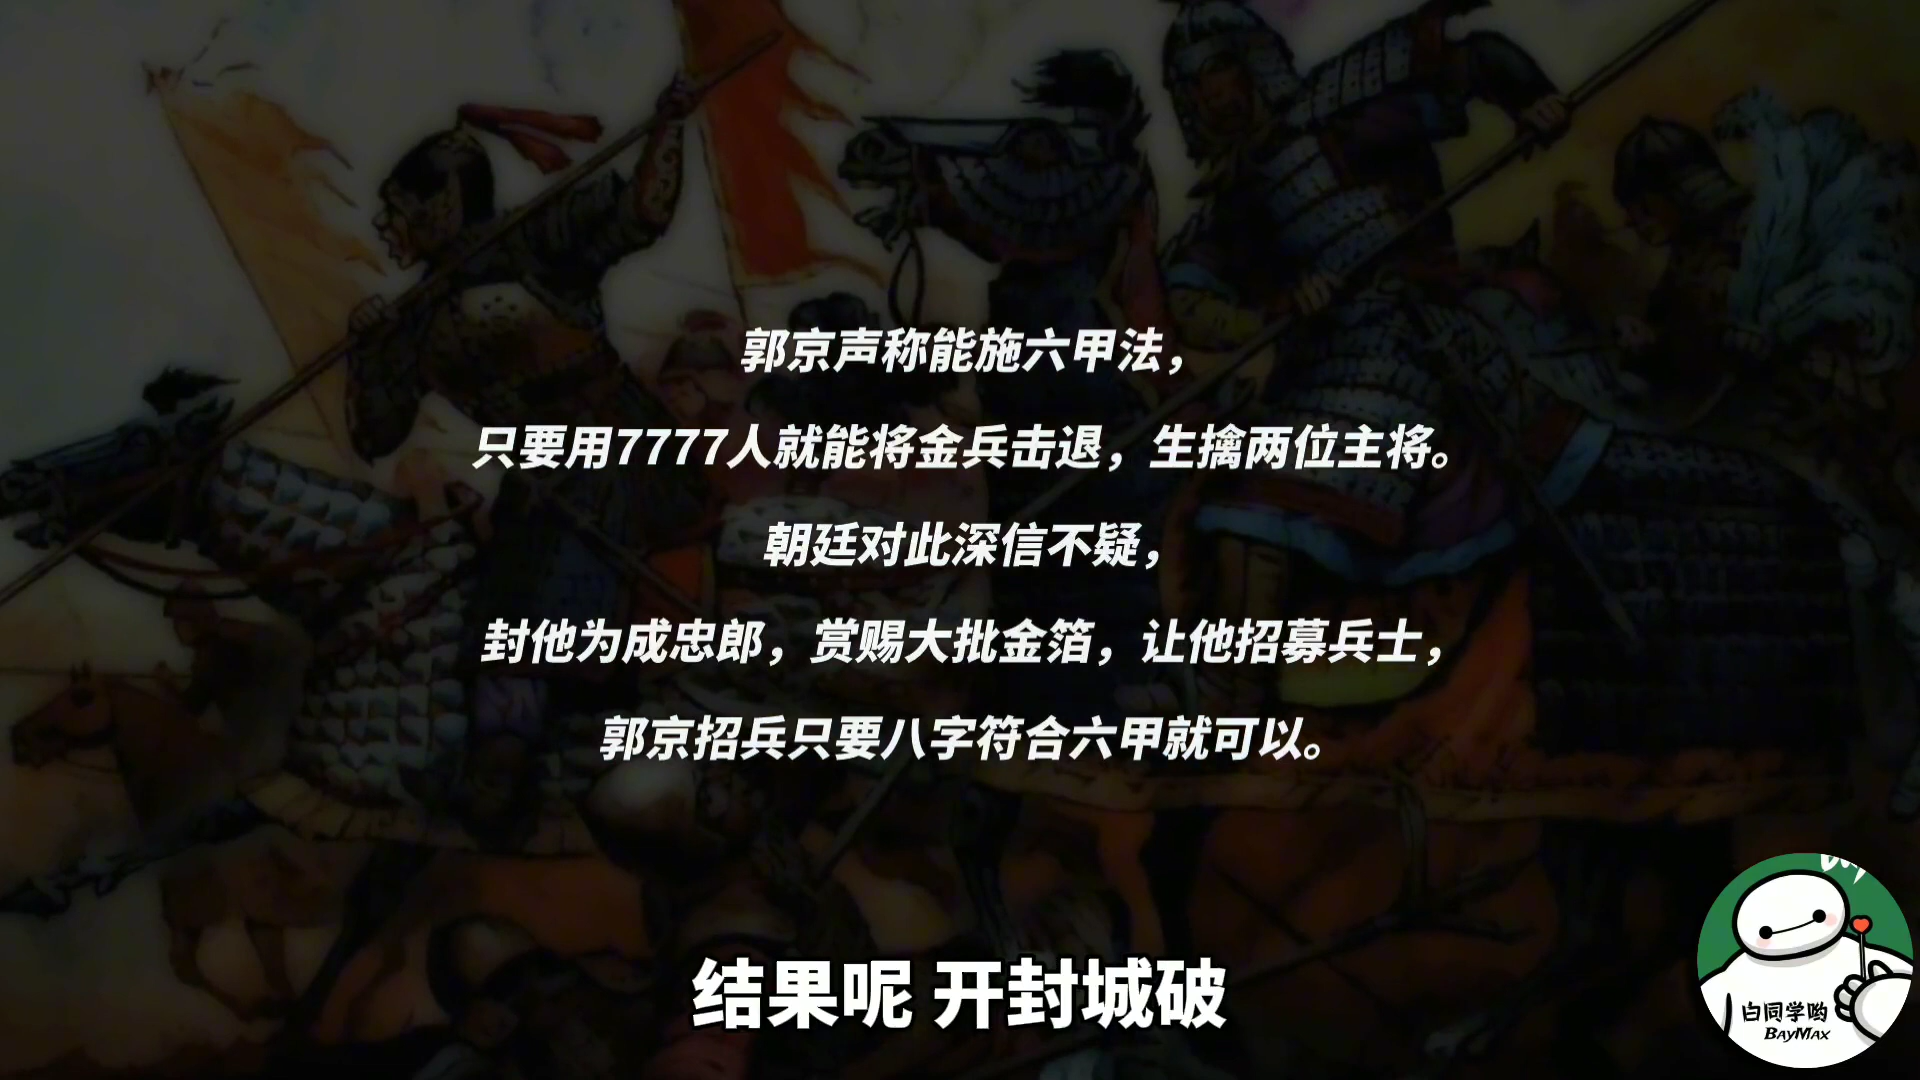 郭京声称能施六甲法，
只要用7777人就能将金兵击退，生擒两位主将。
朝廷对此深信不疑，
封他为成忠郎，赏赐大批金箔，让他招募兵士，
郭京招兵只要八字符合六甲就可以。
结果呢 开封城破
白同学哟
BAYMAX